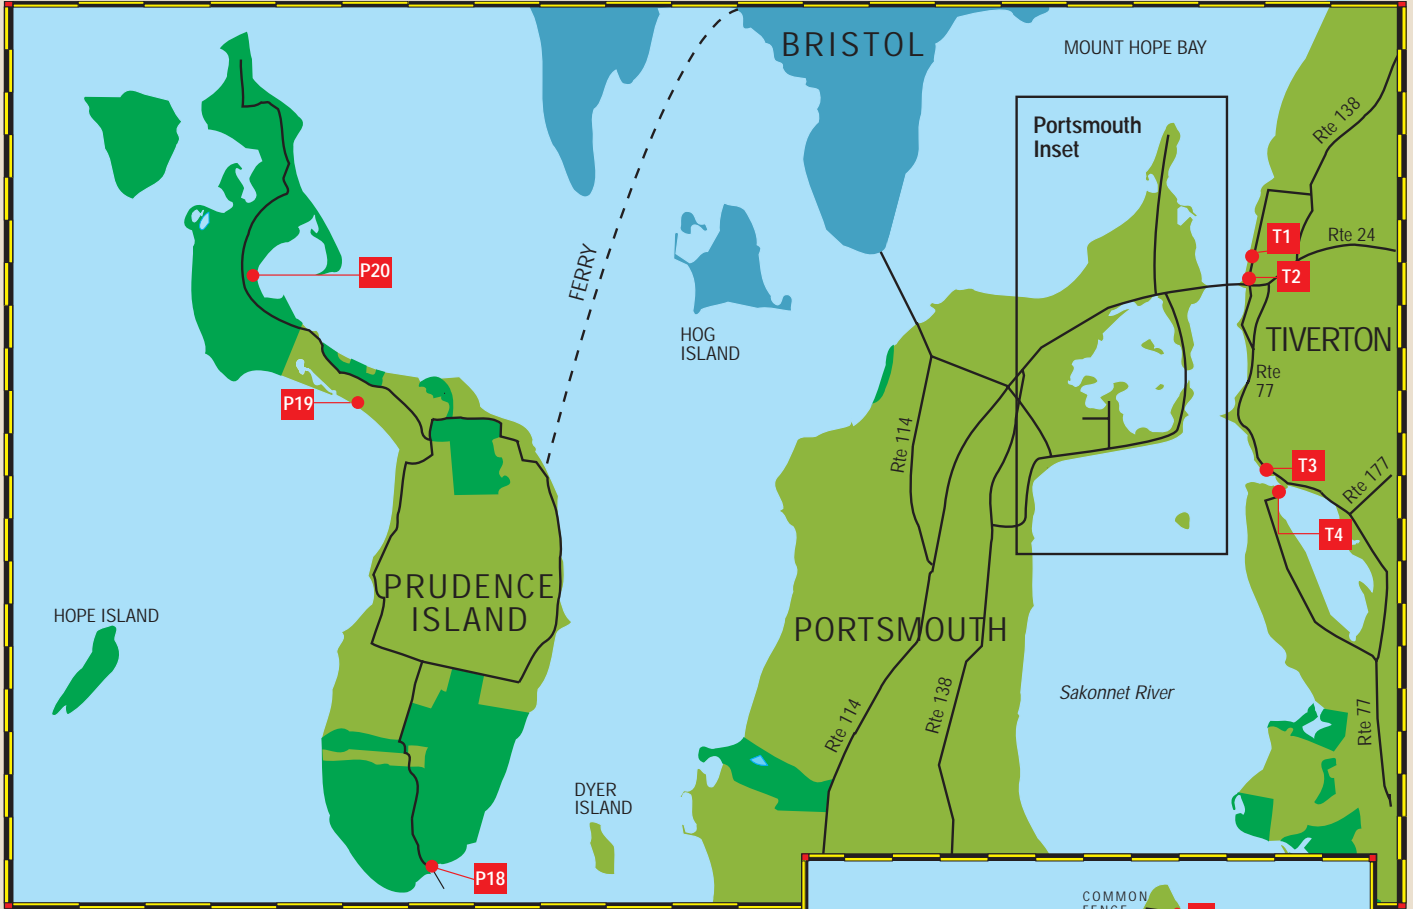 BRISTOL
MOUNT HOPE BAY
Portsmouth
Inset
Rte 138
T1
Rte 24
P20
FERRY
T2
HOG
ISLAND
TIVERTON
Rte
77
P19
Rte 114
T3
Rte 177
T4
PRUDENCE
ISLAND
HOPE ISLAND
PORTSMOUTH
Sakonnet River
Rte 114
Rte 138
Rte 77
DYER
ISLAND
P18
COMMON
FENCE